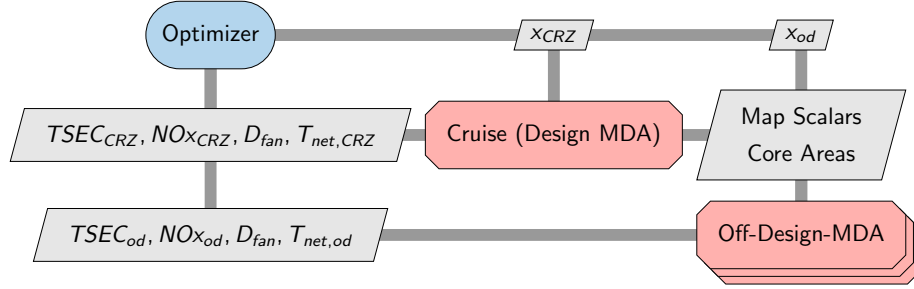 Optimizer
x_CRZ
x_od
TSEC_CRZ, NOx_CRZ, D_fan, T_net,CRZ
Cruise (Design MDA)
Map Scalars
Core Areas
TSEC_od, NOx_od, D_fan, T_net,od
Off-Design-MDA